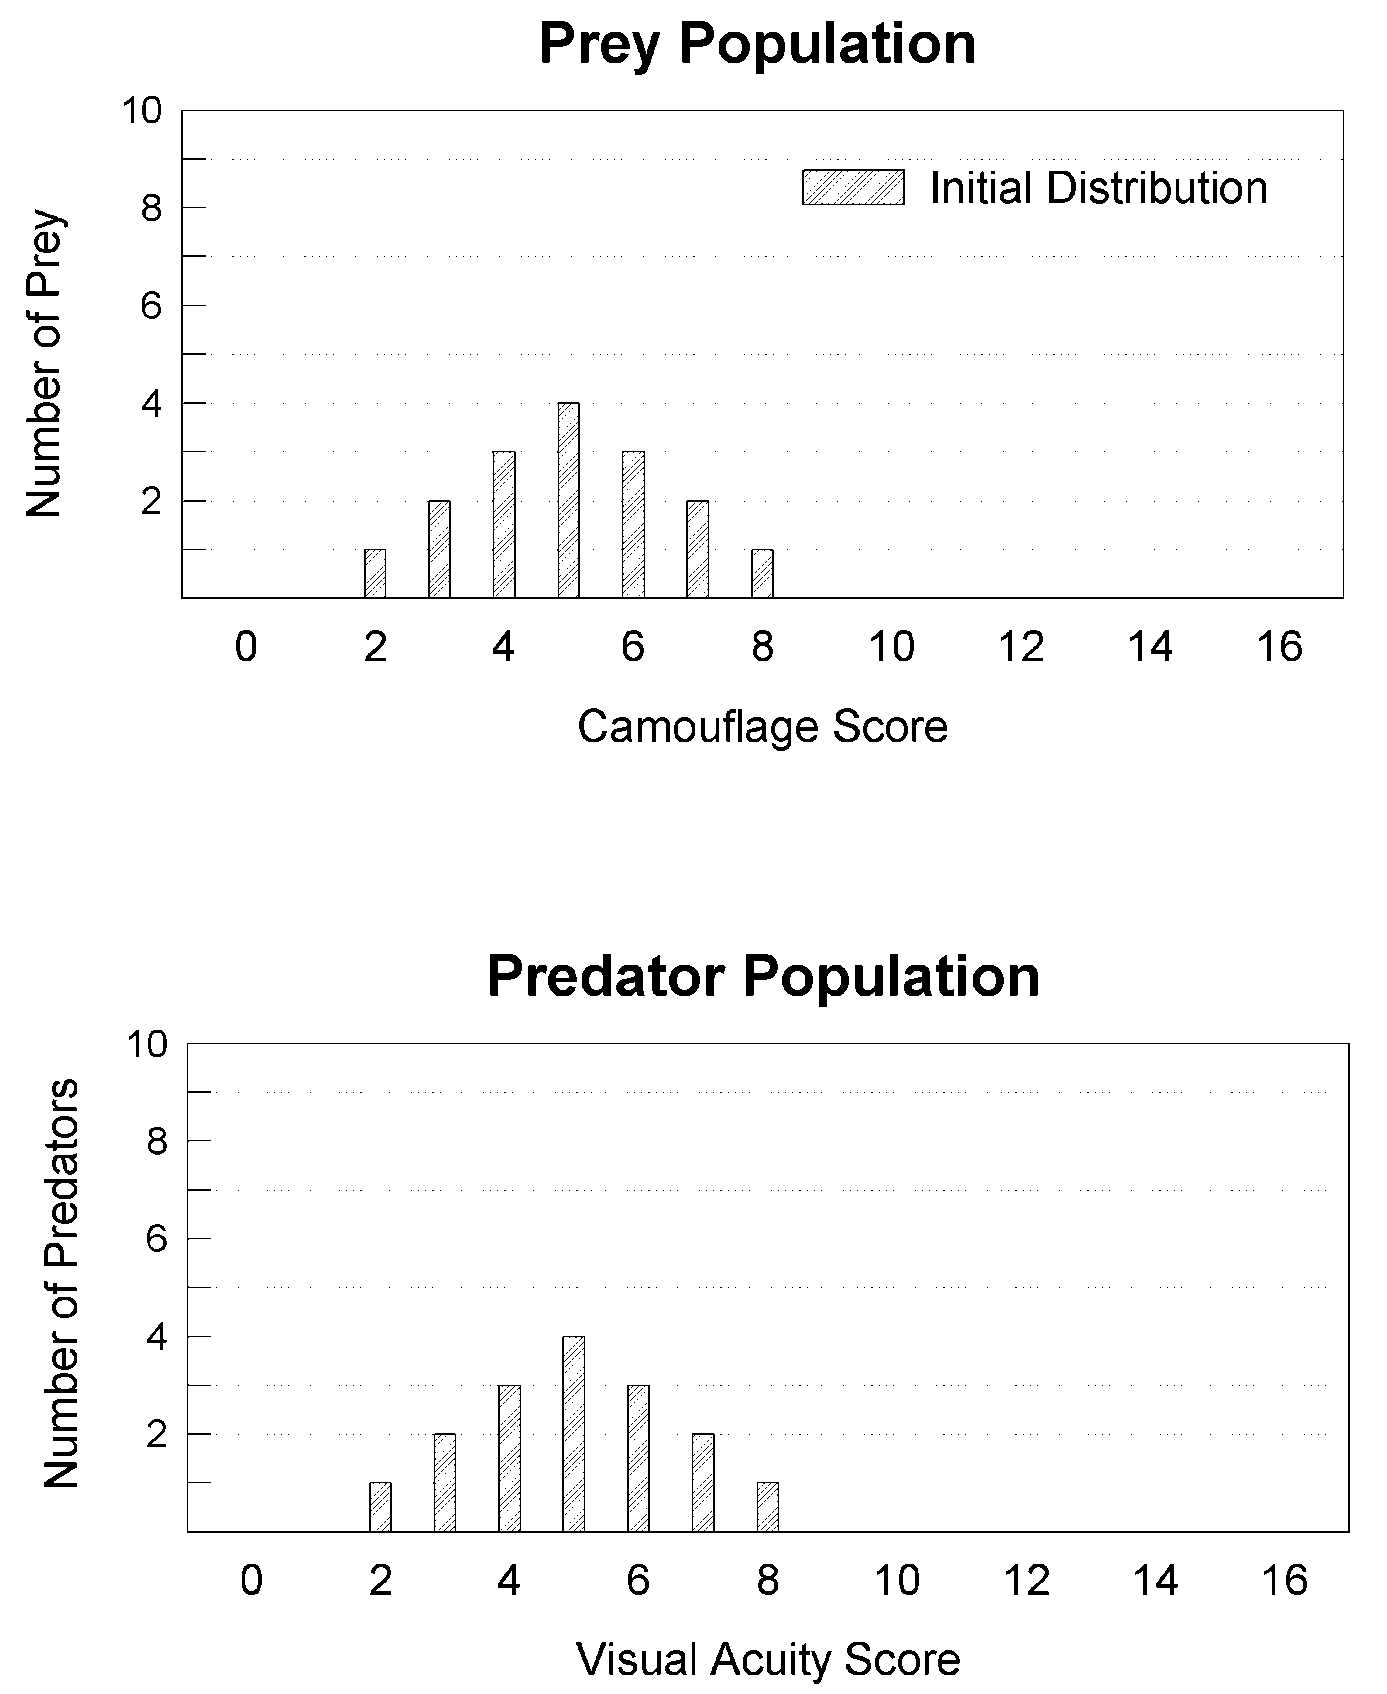 Prey Population
10
8
6
4
2
Number of Prey
Initial Distribution
0 2 4 6 8 10 12 14 16
Camouflage Score
Predator Population
10
8
6
4
2
Number of Predators
0 2 4 6 8 10 12 14 16
Visual Acuity Score